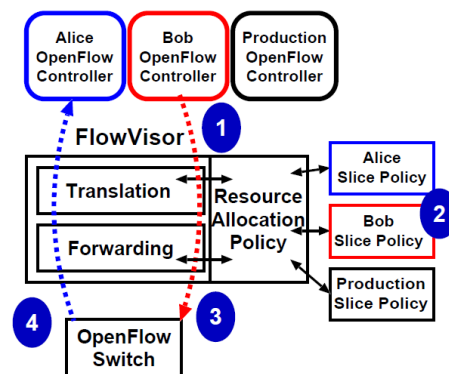 Alice
OpenFlow
Controller
Bob
OpenFlow
Controller
Production
OpenFlow
Controller
1
FlowVisor
Translation
Forwarding
Resource
Allocation
Policy
Alice
Slice Policy
2
Bob
Slice Policy
Production
Slice Policy
4
3
OpenFlow
Switch